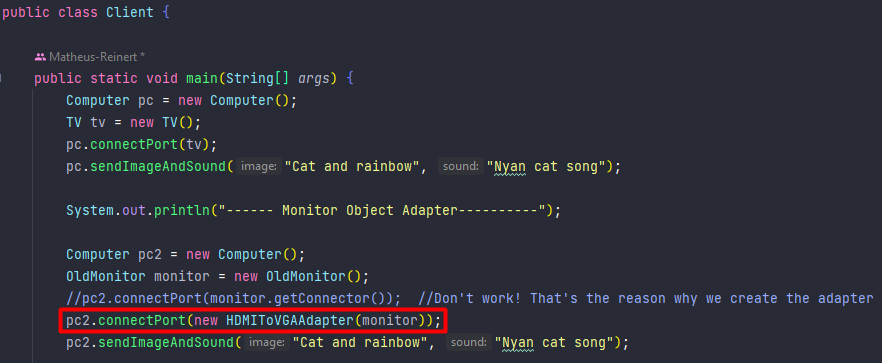 public class Client {
Matheus-Reinert *
public static void main(String[] args) {
Computer pc = new Computer();
TV tv = new TV();
pc.connectPort(tv);
pc.sendImageAndSound( image: "Cat and rainbow", sound: "Nyan cat song");
System.out.println("------ Monitor Object Adapter----------");
Computer pc2 = new Computer();
OldMonitor monitor = new OldMonitor();
//pc2.connectPort(monitor.getConnector());  //Don't work! That's the reason why we create the adapter
pc2.connectPort(new HDMIToVGAAdapter(monitor));
pc2.sendImageAndSound( image: "Cat and rainbow", sound: "Nyan cat song");